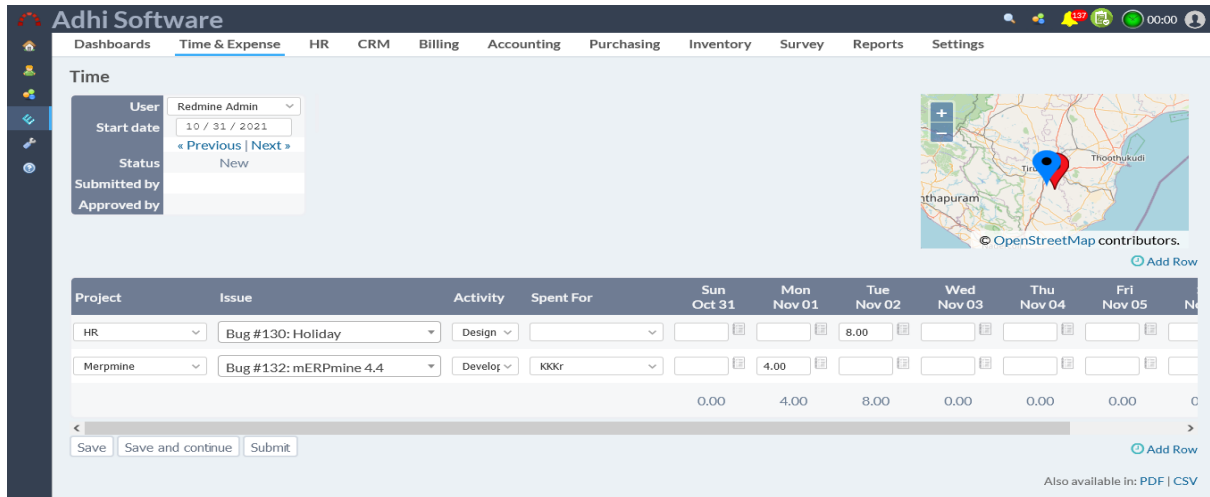 Adhi Software
137
00:00
Dashboards Time & Expense HR CRM Billing Accounting Purchasing Inventory Survey Reports Settings
Time
User Redmine Admin
Start date 10 / 31 / 2021
« Previous | Next »
Status New
Submitted by
Approved by
+
−
Thoothukudi
nthapuram
© OpenStreetMap contributors.
Add Row
Project Issue Activity Spent For Sun Oct 31 Mon Nov 01 Tue Nov 02 Wed Nov 03 Thu Nov 04 Fri Nov 05
HR Bug #130: Holiday Design 8.00
Merpmine Bug #132: mERPmine 4.4 Develop KKKr 4.00
0.00 4.00 8.00 0.00 0.00 0.00
Save Save and continue Submit
Add Row
Also available in: PDF | CSV